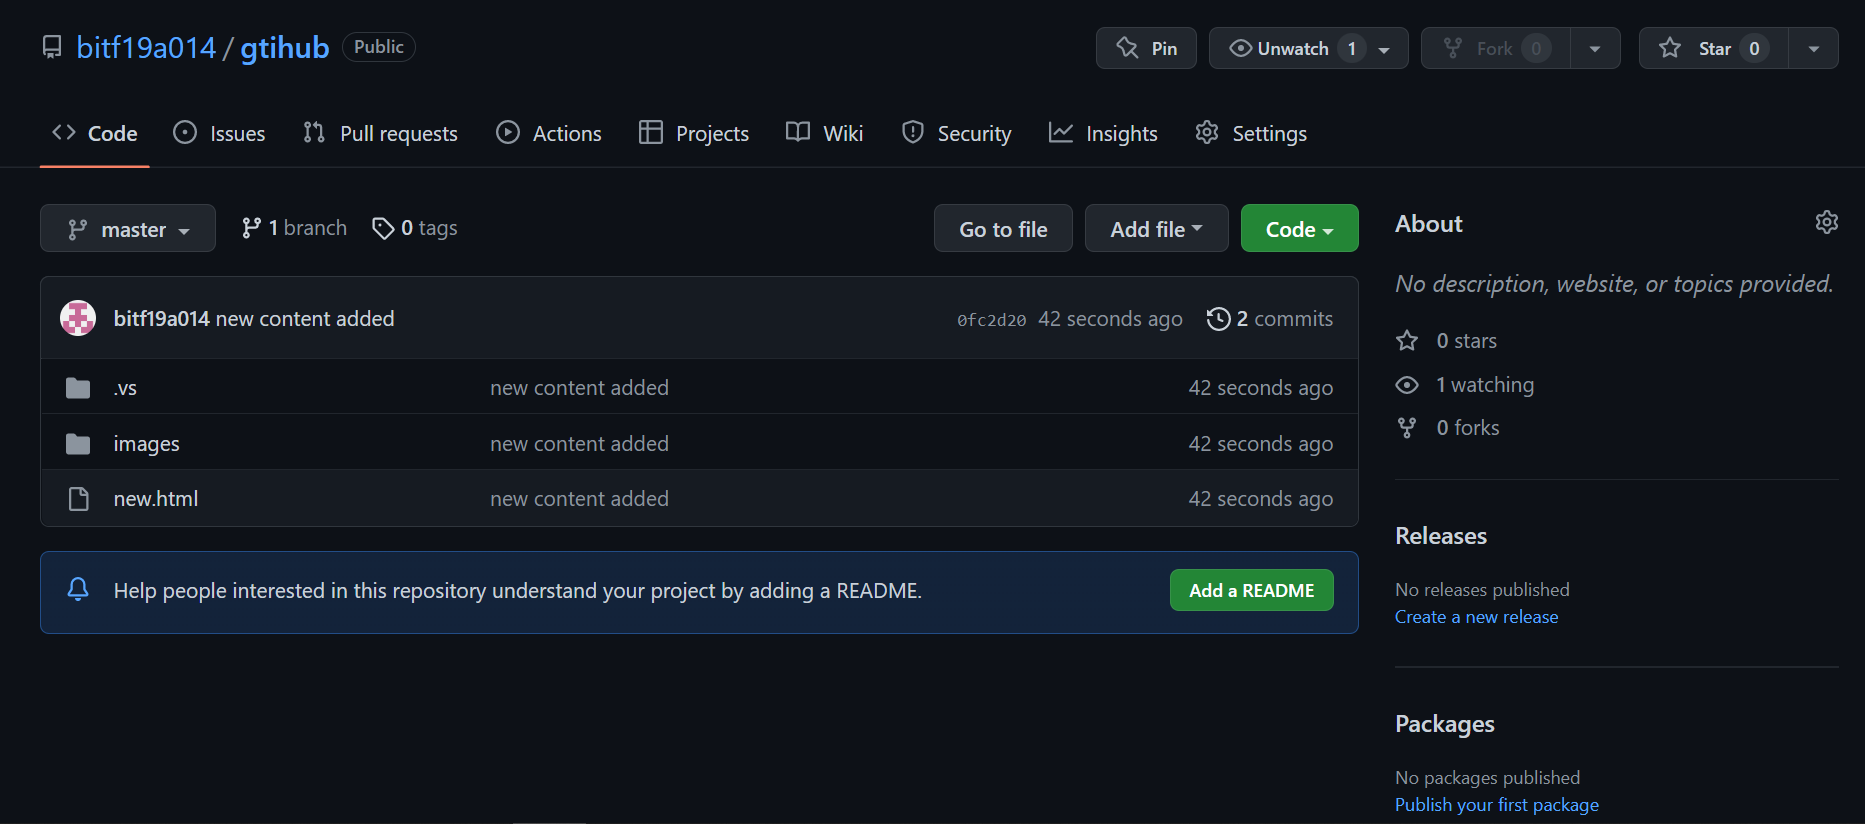 bitf19a014 / gtihub Public
Pin Unwatch 1 Fork 0 Star 0
Code Issues Pull requests Actions Projects Wiki Security Insights Settings
master 1 branch 0 tags Go to file Add file Code
bitf19a014 new content added 0fc2d20 42 seconds ago 2 commits
.vs new content added 42 seconds ago
images new content added 42 seconds ago
new.html new content added 42 seconds ago
Help people interested in this repository understand your project by adding a README. Add a README
About
No description, website, or topics provided.
0 stars
1 watching
0 forks
Releases
No releases published
Create a new release
Packages
No packages published
Publish your first package